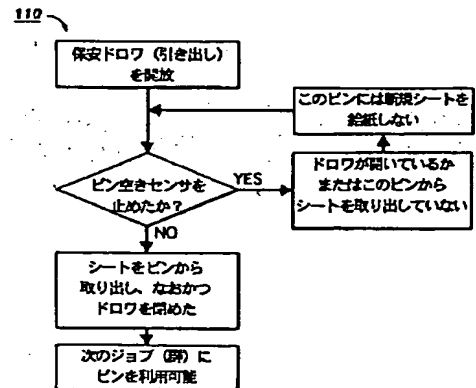 110
保安ドロワ（引き出し）
を開放
このビンには新規シートを
給紙しない
ビン空きセンサを
止めたか？
YES
ドロワが開いているか
またはこのビンから
シートを取り出していない
NO
シートをビンから
取り出し、なおかつ
ドロワを閉めた
次のジョブ（群）に
ビンを利用可能